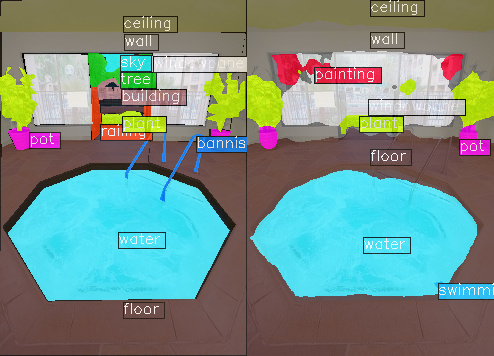 ceiling
wall
sky
windowpane
tree
building
plant
railing
pot
bannis
water
floor
ceiling
wall
painting
plant
floor
pot
water
swimmi